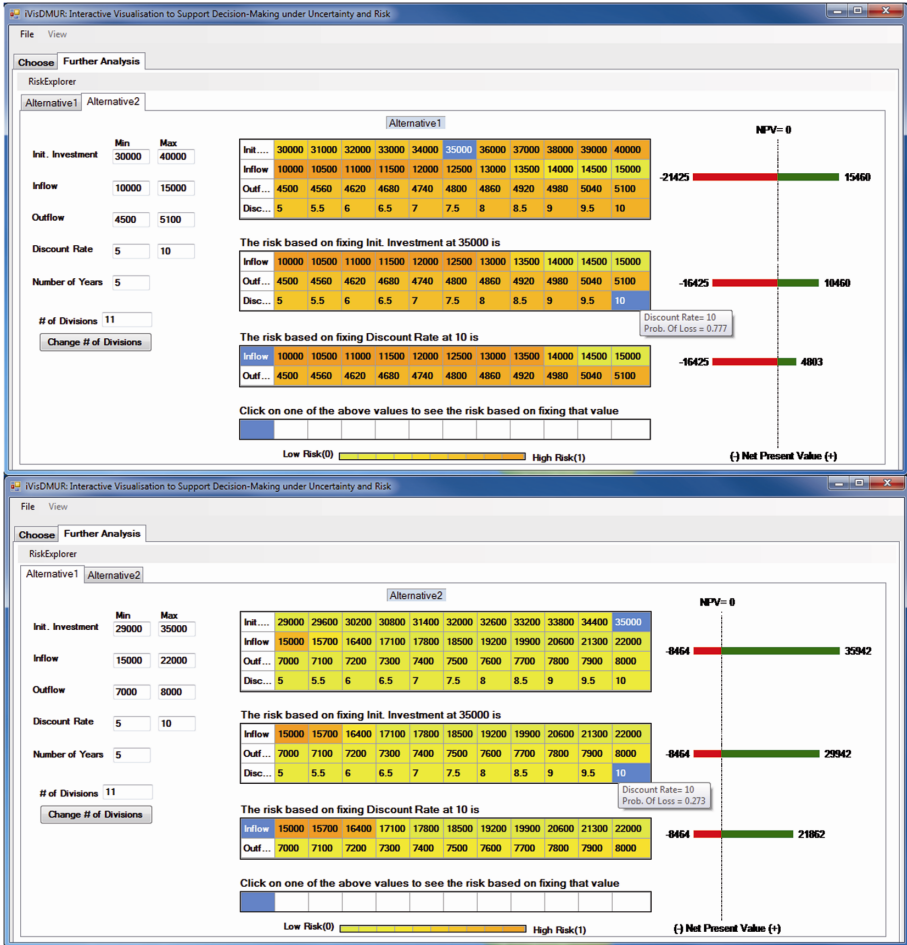 iVisDMUR: Interactive Visualisation to Support Decision-Making under Uncertainty and Risk
File View
Choose Further Analysis
RiskExplorer
Alternative1 Alternative2
Alternative1
NPV= 0
Min Max
Init. Investment 30000 40000
Inflow 10000 15000
Outflow 4500 5100
Discount Rate 5 10
Number of Years 5
# of Divisions 11
Change # of Divisions
Init.... 30000 31000 32000 33000 34000 35000 36000 37000 38000 39000 40000
Inflow 10000 10500 11000 11500 12000 12500 13000 13500 14000 14500 15000
Outf... 4500 4560 4620 4680 4740 4800 4860 4920 4980 5040 5100
Disc... 5 5.5 6 6.5 7 7.5 8 8.5 9 9.5 10
-21425 15460
The risk based on fixing Init. Investment at 35000 is
Inflow 10000 10500 11000 11500 12000 12500 13000 13500 14000 14500 15000
Outf... 4500 4560 4620 4680 4740 4800 4860 4920 4980 5040 5100
Disc... 5 5.5 6 6.5 7 7.5 8 8.5 9 9.5 10
-16425 10460
Discount Rate= 10
Prob. Of Loss = 0.777
The risk based on fixing Discount Rate at 10 is
Inflow 10000 10500 11000 11500 12000 12500 13000 13500 14000 14500 15000
Outf... 4500 4560 4620 4680 4740 4800 4860 4920 4980 5040 5100
-16425 4803
Click on one of the above values to see the risk based on fixing that value
Low Risk(0) High Risk(1)
(-) Net Present Value (+)
iVisDMUR: Interactive Visualisation to Support Decision-Making under Uncertainty and Risk
File View
Choose Further Analysis
RiskExplorer
Alternative1 Alternative2
Alternative2
NPV= 0
Min Max
Init. Investment 29000 35000
Inflow 15000 22000
Outflow 7000 8000
Discount Rate 5 10
Number of Years 5
# of Divisions 11
Change # of Divisions
Init.... 29000 29600 30200 30800 31400 32000 32600 33200 33800 34400 35000
Inflow 15000 15700 16400 17100 17800 18500 19200 19900 20600 21300 22000
Outf... 7000 7100 7200 7300 7400 7500 7600 7700 7800 7900 8000
Disc... 5 5.5 6 6.5 7 7.5 8 8.5 9 9.5 10
-8464 35942
The risk based on fixing Init. Investment at 35000 is
Inflow 15000 15700 16400 17100 17800 18500 19200 19900 20600 21300 22000
Outf... 7000 7100 7200 7300 7400 7500 7600 7700 7800 7900 8000
Disc... 5 5.5 6 6.5 7 7.5 8 8.5 9 9.5 10
-8464 29942
Discount Rate= 10
Prob. Of Loss = 0.273
The risk based on fixing Discount Rate at 10 is
Inflow 15000 15700 16400 17100 17800 18500 19200 19900 20600 21300 22000
Outf... 7000 7100 7200 7300 7400 7500 7600 7700 7800 7900 8000
-8464 21862
Click on one of the above values to see the risk based on fixing that value
Low Risk(0) High Risk(1)
(-) Net Present Value (+)